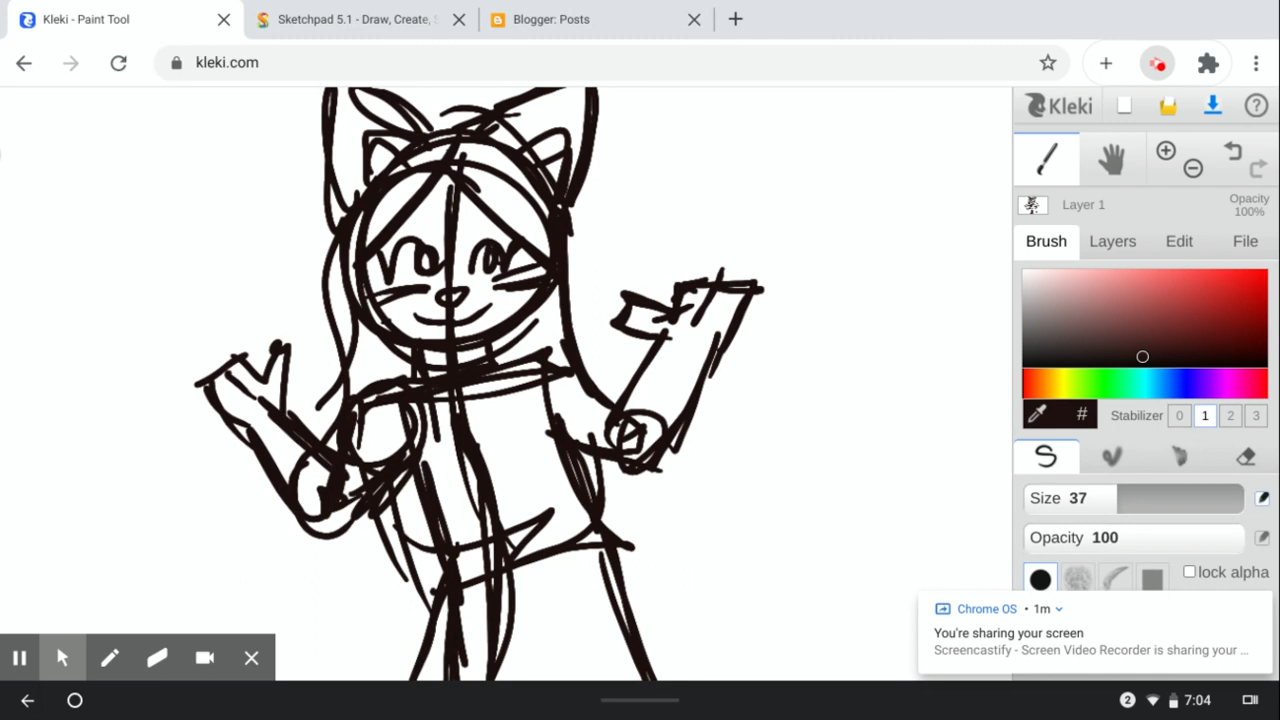 Kleki - Paint Tool
Sketchpad 5.1 - Draw, Create,
Blogger: Posts
kleki.com
Kleki
Layer 1
Opacity
100%
Brush
Layers
Edit
File
#
Stabilizer
0
1
2
3
Size 37
Opacity 100
lock alpha
Chrome OS • 1m
You're sharing your screen
Screencastify - Screen Video Recorder is sharing your ...
2
7:04